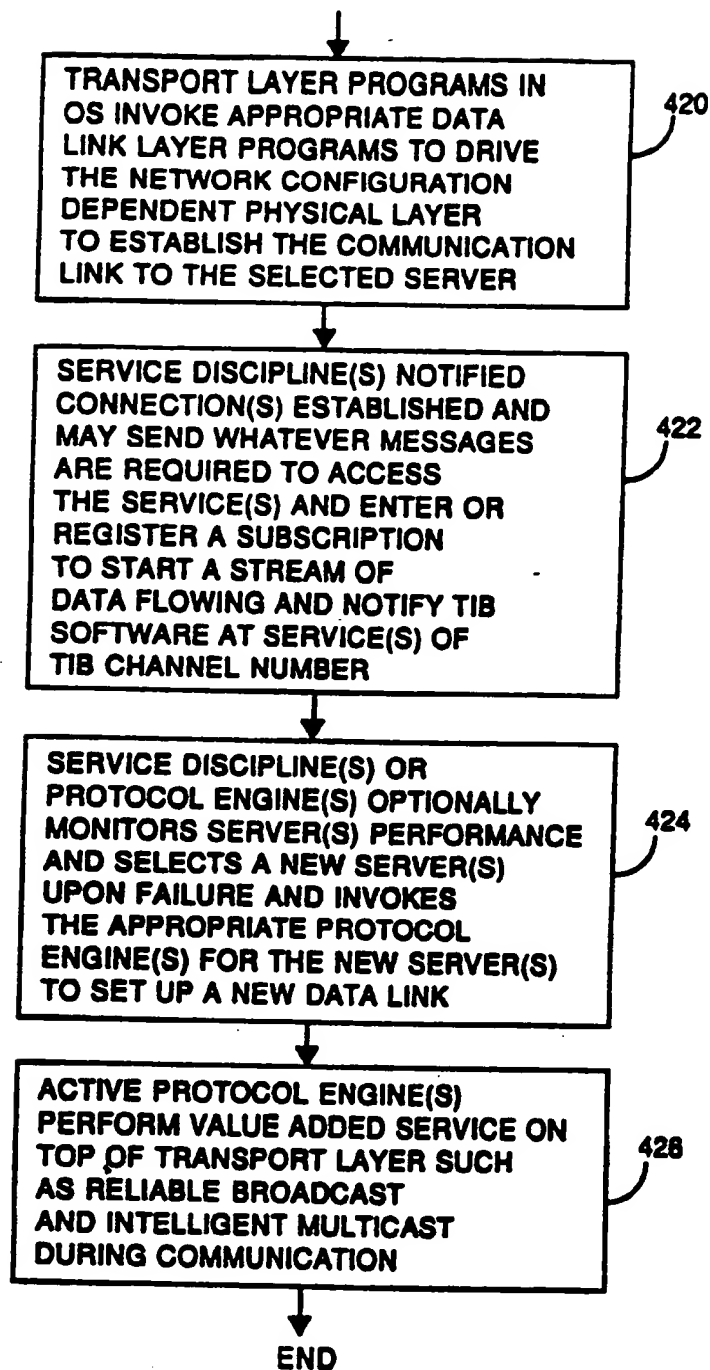 TRANSPORT LAYER PROGRAMS IN
OS INVOKE APPROPRIATE DATA
LINK LAYER PROGRAMS TO DRIVE
THE NETWORK CONFIGURATION
DEPENDENT PHYSICAL LAYER
TO ESTABLISH THE COMMUNICATION
LINK TO THE SELECTED SERVER
420
SERVICE DISCIPLINE(S) NOTIFIED
CONNECTION(S) ESTABLISHED AND
MAY SEND WHATEVER MESSAGES
ARE REQUIRED TO ACCESS
THE SERVICE(S) AND ENTER OR
REGISTER A SUBSCRIPTION
TO START A STREAM OF
DATA FLOWING AND NOTIFY TIB
SOFTWARE AT SERVICE(S) OF
TIB CHANNEL NUMBER
422
SERVICE DISCIPLINE(S) OR
PROTOCOL ENGINE(S) OPTIONALLY
MONITORS SERVER(S) PERFORMANCE
AND SELECTS A NEW SERVER(S)
UPON FAILURE AND INVOKES
THE APPROPRIATE PROTOCOL
ENGINE(S) FOR THE NEW SERVER(S)
TO SET UP A NEW DATA LINK
424
ACTIVE PROTOCOL ENGINE(S)
PERFORM VALUE ADDED SERVICE ON
TOP OF TRANSPORT LAYER SUCH
AS RELIABLE BROADCAST
AND INTELLIGENT MULTICAST
DURING COMMUNICATION
426
END